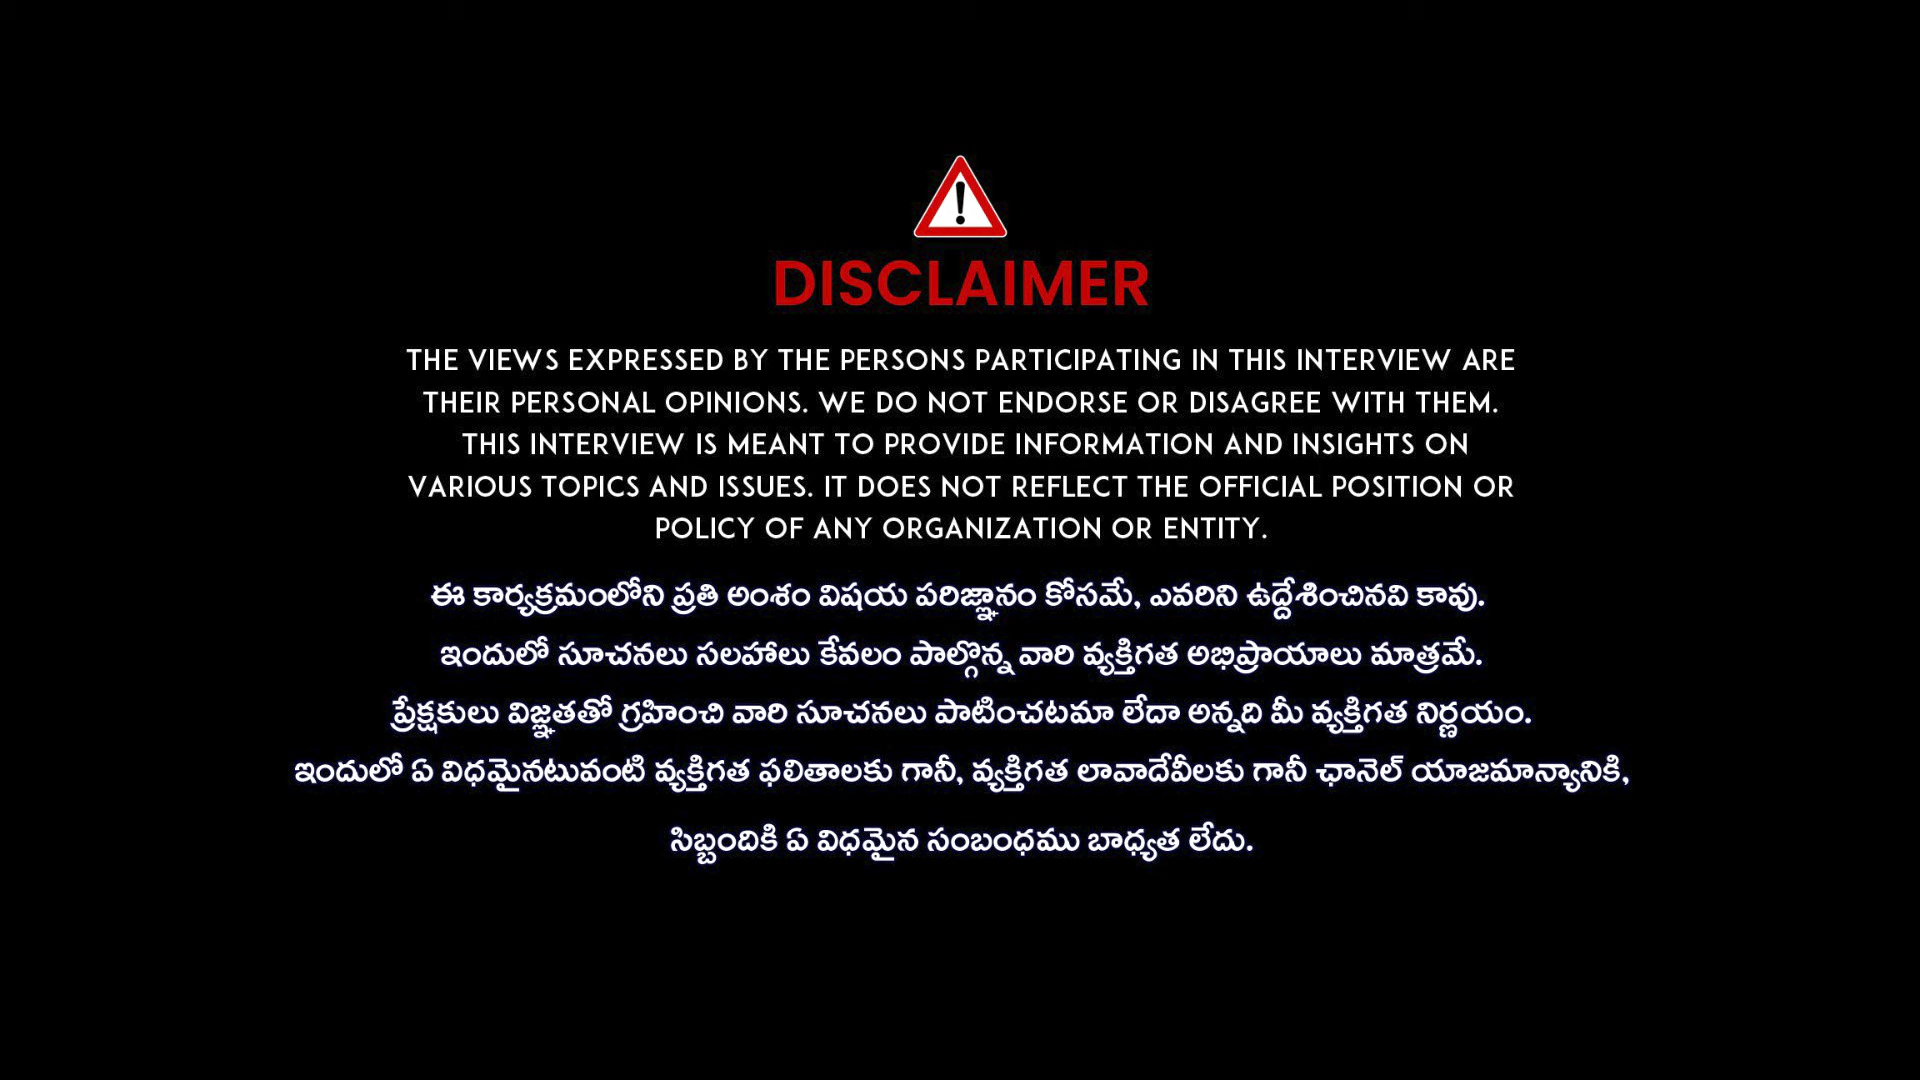 DISCLAIMER
THE VIEWS EXPRESSED BY THE PERSONS PARTICIPATING IN THIS INTERVIEW ARE
THEIR PERSONAL OPINIONS. WE DO NOT ENDORSE OR DISAGREE WITH THEM.
THIS INTERVIEW IS MEANT TO PROVIDE INFORMATION AND INSIGHTS ON
VARIOUS TOPICS AND ISSUES. IT DOES NOT REFLECT THE OFFICIAL POSITION OR
POLICY OF ANY ORGANIZATION OR ENTITY.
ఈ కార్యక్రమంలోని ప్రతి అంశం విషయ పరిజ్ఞానం కోసమే, ఎవరిని ఉద్దేశించినవి కావు.
ఇందులో సూచనలు సలహాలు కేవలం పాల్గొన్న వారి వ్యక్తిగత అభిప్రాయాలు మాత్రమే.
ప్రేక్షకులు విజ్ఞతతో గ్రహించి వారి సూచనలు పాటించటమా లేదా అన్నది మీ వ్యక్తిగత నిర్ణయం.
ఇందులో ఏ విధమైనటువంటి వ్యక్తిగత ఫలితాలకు గానీ, వ్యక్తిగత లావాదేవీలకు గానీ ఛానెల్ యాజమాన్యానికి,
సిబ్బందికి ఏ విధమైన సంబంధము బాధ్యత లేదు.